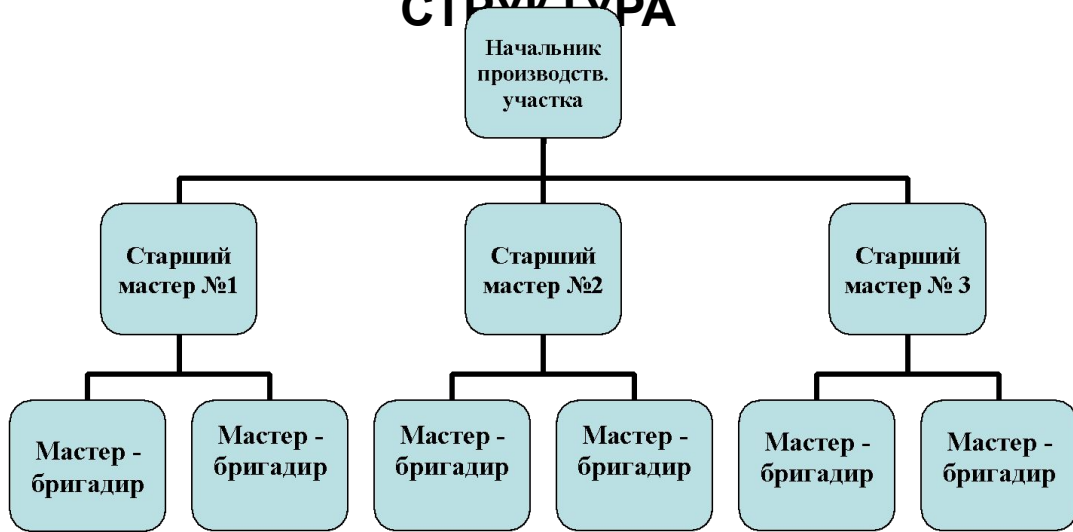 СТРУКТУРА
Начальник
производств.
участка
Старший
мастер №1
Старший
мастер №2
Старший
мастер № 3
Мастер -
бригадир
Мастер -
бригадир
Мастер -
бригадир
Мастер -
бригадир
Мастер -
бригадир
Мастер -
бригадир